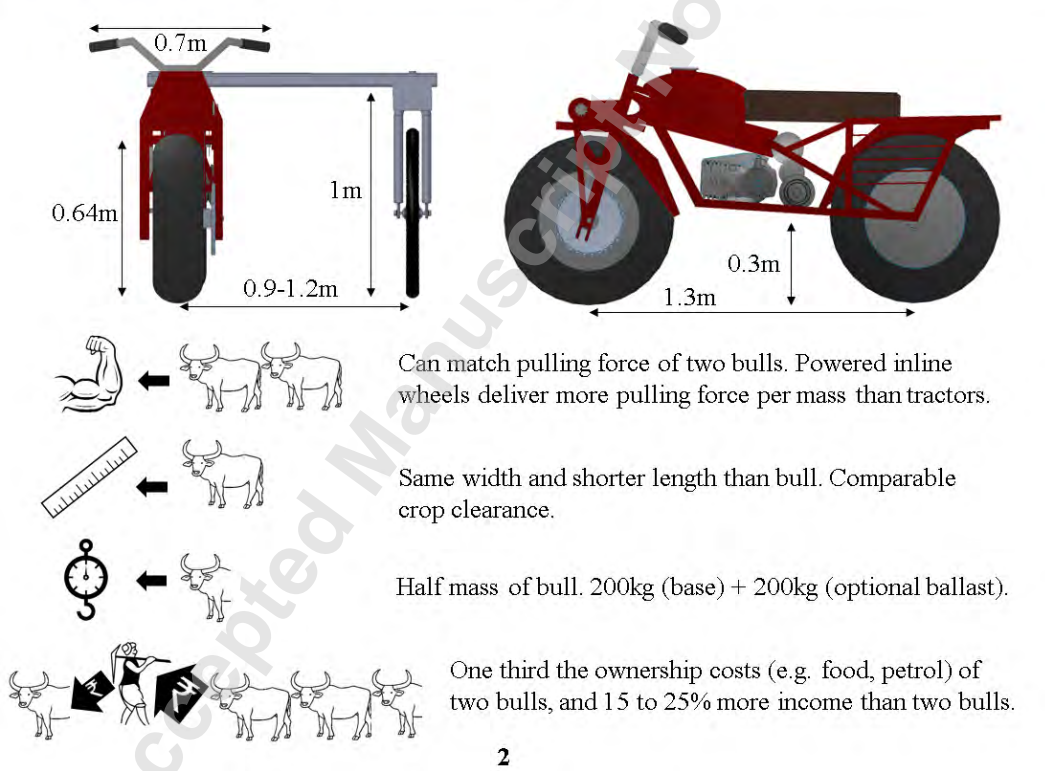 0.7m
1m
0.64m
0.9-1.2m
0.3m
1.3m
Can match pulling force of two bulls. Powered inline
wheels deliver more pulling force per mass than tractors.
Same width and shorter length than bull. Comparable
crop clearance.
Half mass of bull. 200kg (base) + 200kg (optional ballast).
₹
₹
One third the ownership costs (e.g. food, petrol) of
two bulls, and 15 to 25% more income than two bulls.
2
cepted Manuscript No